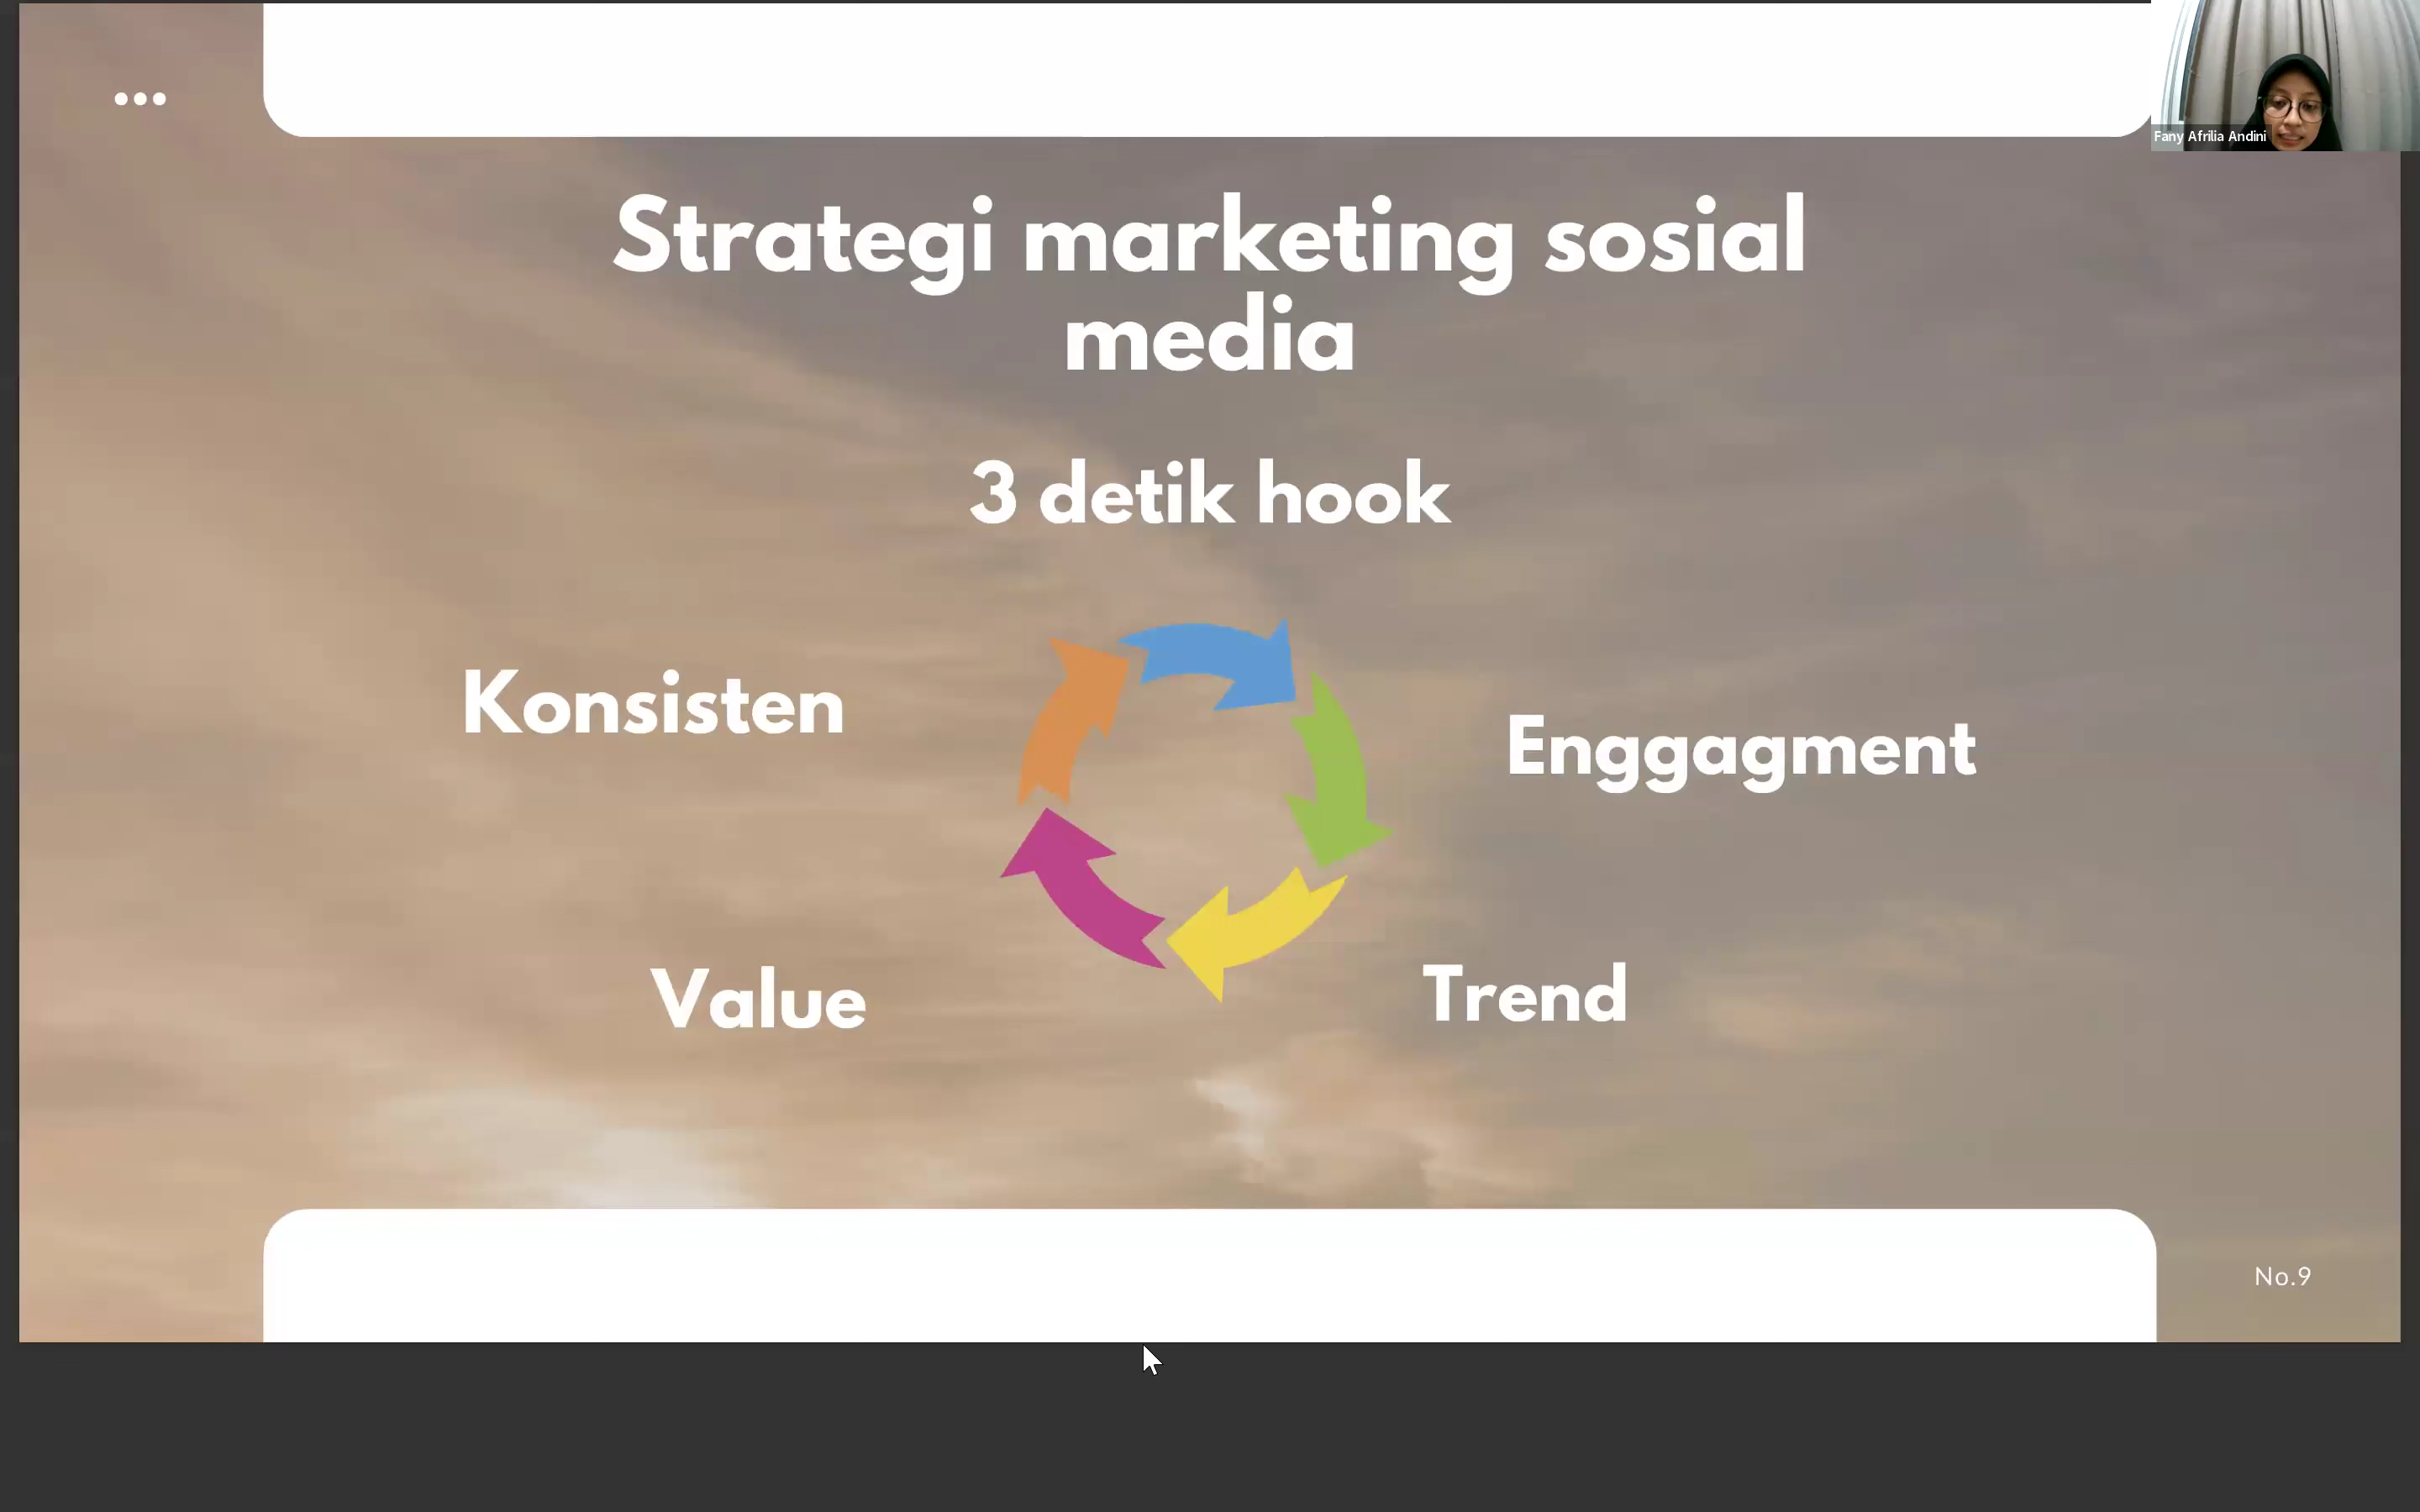 Fany Afrilia Andini
Strategi marketing sosial
media
3 detik hook
Konsisten
Enggagment
Value
Trend
No.9